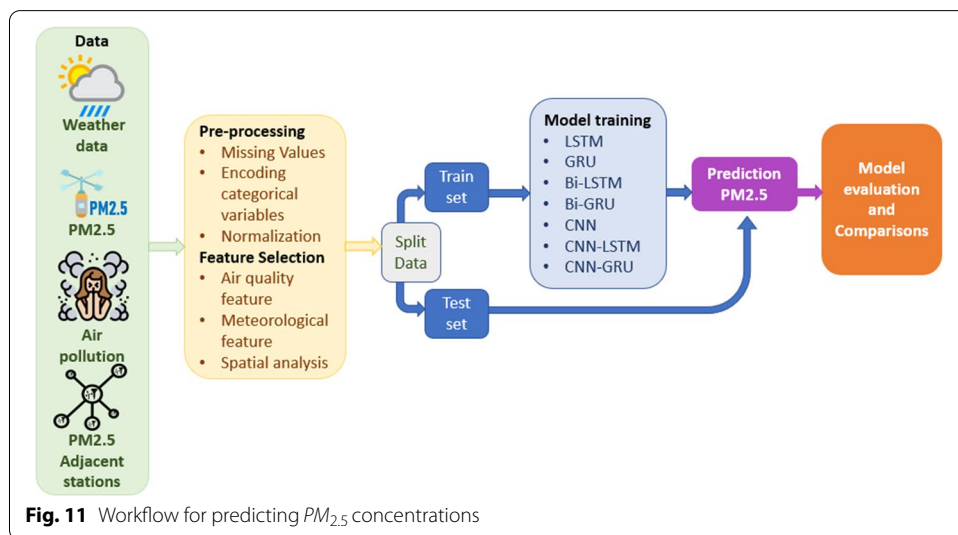 Data
Weather
data
PM2.5
PM2.5
Air
pollution
PM2.5
Adjacent
stations
Pre-processing
• Missing Values
• Encoding
categorical
variables
• Normalization
Feature Selection
• Air quality
feature
• Meteorological
feature
• Spatial analysis
Split
Data
Train
set
Test
set
Model training
• LSTM
• GRU
• Bi-LSTM
• Bi-GRU
• CNN
• CNN-LSTM
• CNN-GRU
Prediction
PM2.5
Model
evaluation
and
Comparisons
Fig. 11 Workflow for predicting PM2.5 concentrations